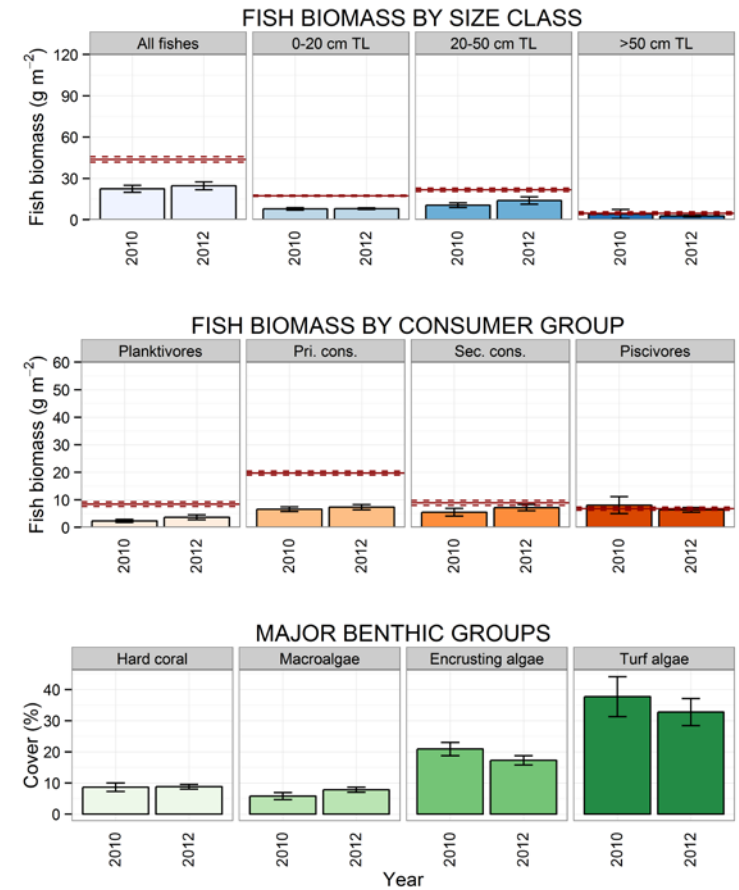 FISH BIOMASS BY SIZE CLASS
All fishes 0-20 cm TL 20-50 cm TL >50 cm TL
Fish biomass (g m⁻²)
120
90
60
30
0
2010 2012 2010 2012 2010 2012 2010 2012
FISH BIOMASS BY CONSUMER GROUP
Planktivores Pri. cons. Sec. cons. Piscivores
Fish biomass (g m⁻²)
60
50
40
30
20
10
0
2010 2012 2010 2012 2010 2012 2010 2012
MAJOR BENTHIC GROUPS
Hard coral Macroalgae Encrusting algae Turf algae
Cover (%)
40
30
20
10
0
2010 2012 2010 2012 2010 2012 2010 2012
Year